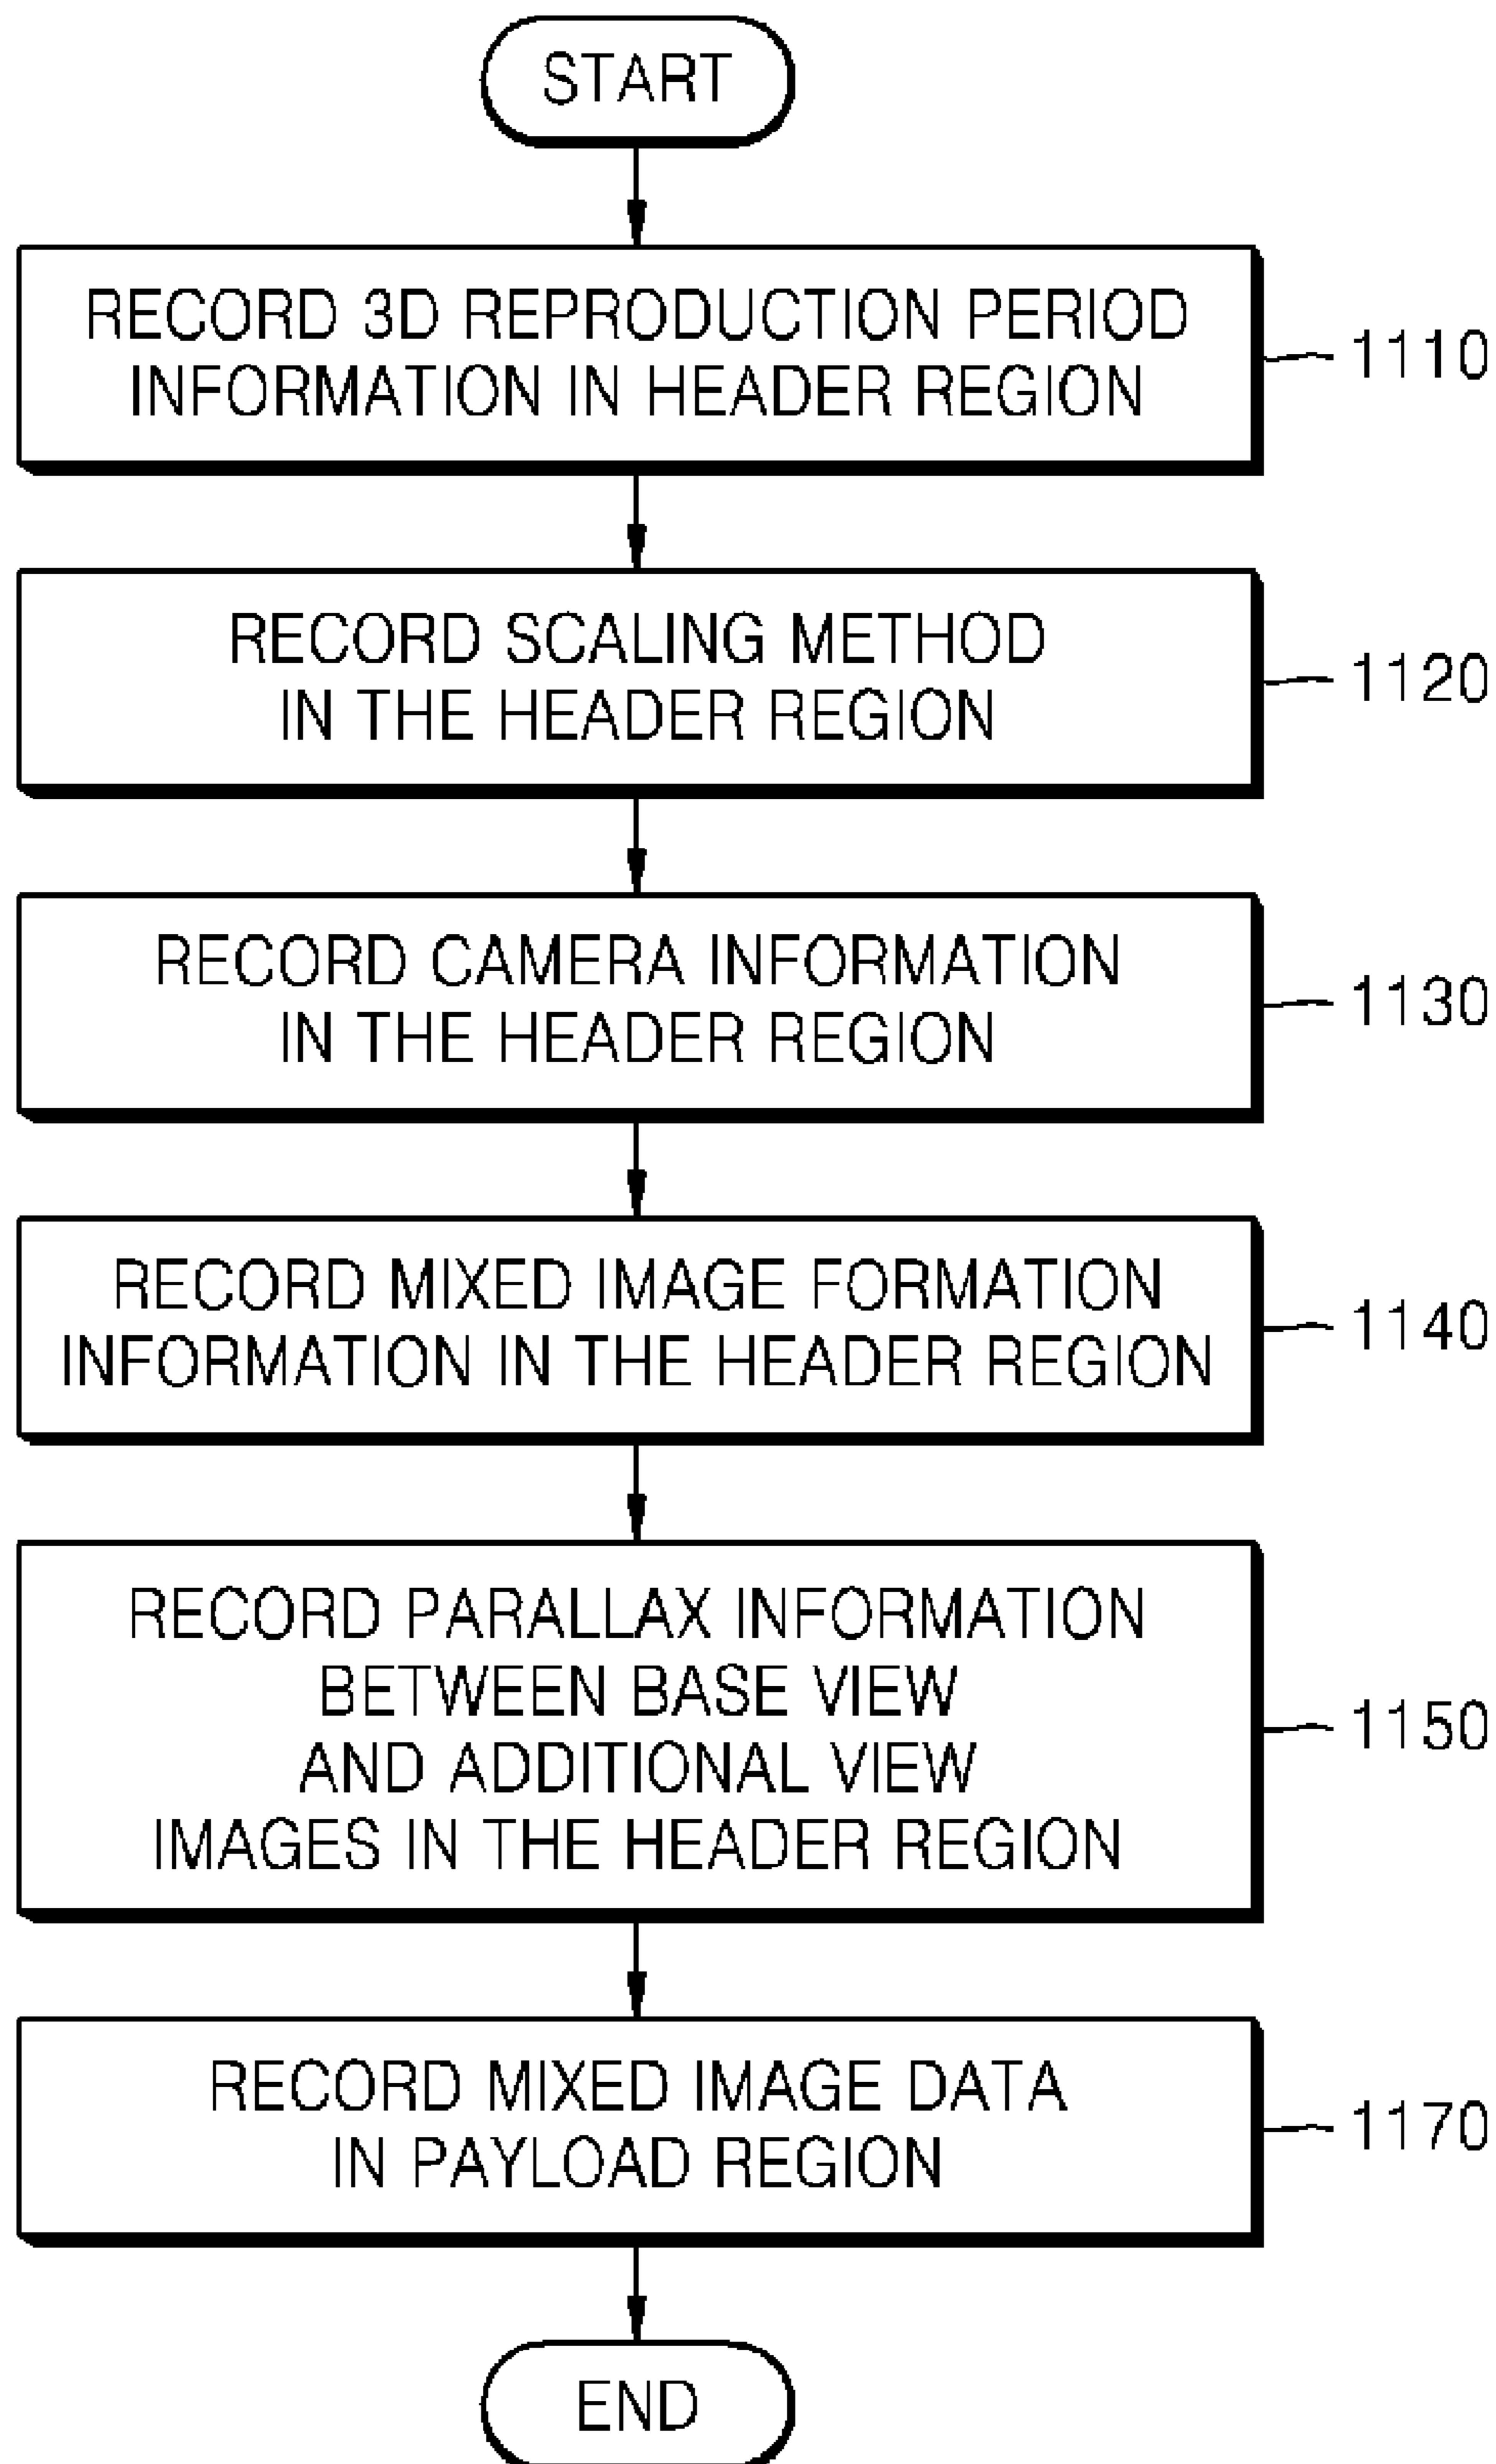 START
RECORD 3D REPRODUCTION PERIOD
INFORMATION IN HEADER REGION
1110
RECORD SCALING METHOD
IN THE HEADER REGION
1120
RECORD CAMERA INFORMATION
IN THE HEADER REGION
1130
RECORD MIXED IMAGE FORMATION
INFORMATION IN THE HEADER REGION
1140
RECORD PARALLAX INFORMATION
BETWEEN BASE VIEW
AND ADDITIONAL VIEW
IMAGES IN THE HEADER REGION
1150
RECORD MIXED IMAGE DATA
IN PAYLOAD REGION
1170
END